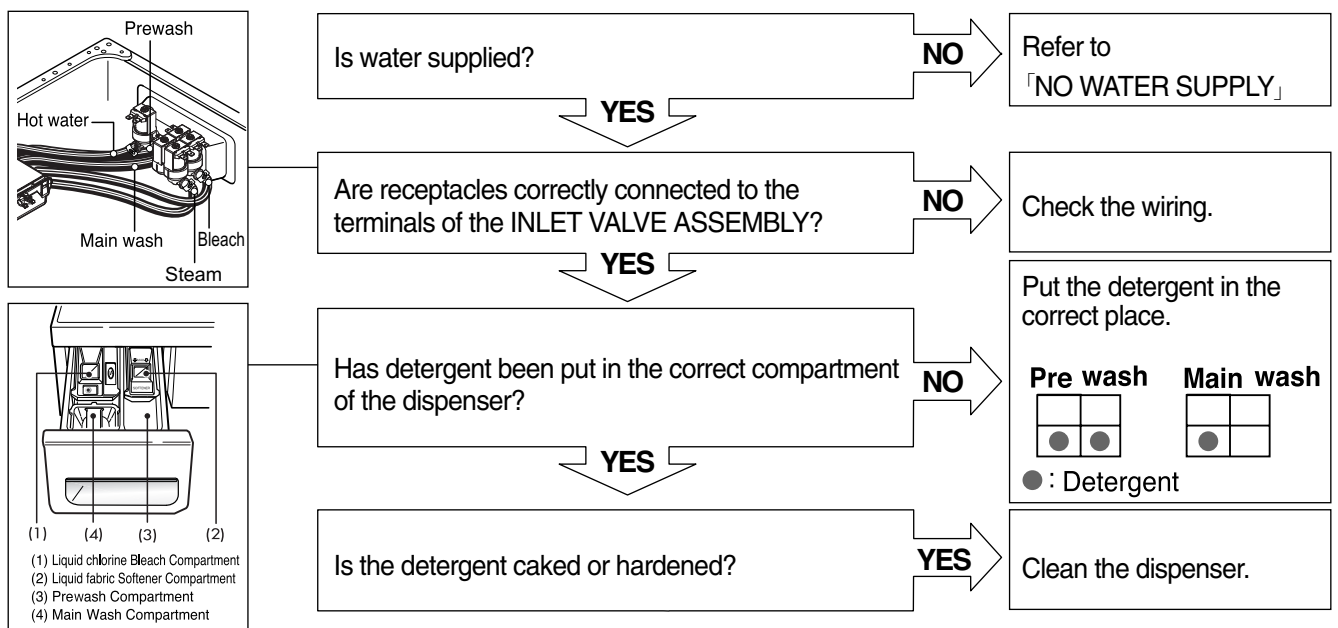 Prewash
Hot water
Main wash
Bleach
Steam
Is water supplied?
NO
Refer to
「NO WATER SUPPLY」
YES
Are receptacles correctly connected to the
terminals of the INLET VALVE ASSEMBLY?
NO
Check the wiring.
YES
SOFTENER
(1) (4) (3) (2)
(1) Liquid chlorine Bleach Compartment
(2) Liquid fabric Softener Compartment
(3) Prewash Compartment
(4) Main Wash Compartment
Has detergent been put in the correct compartment
of the dispenser?
NO
Put the detergent in the
correct place.
Pre wash Main wash
: Detergent
YES
Is the detergent caked or hardened?
YES
Clean the dispenser.